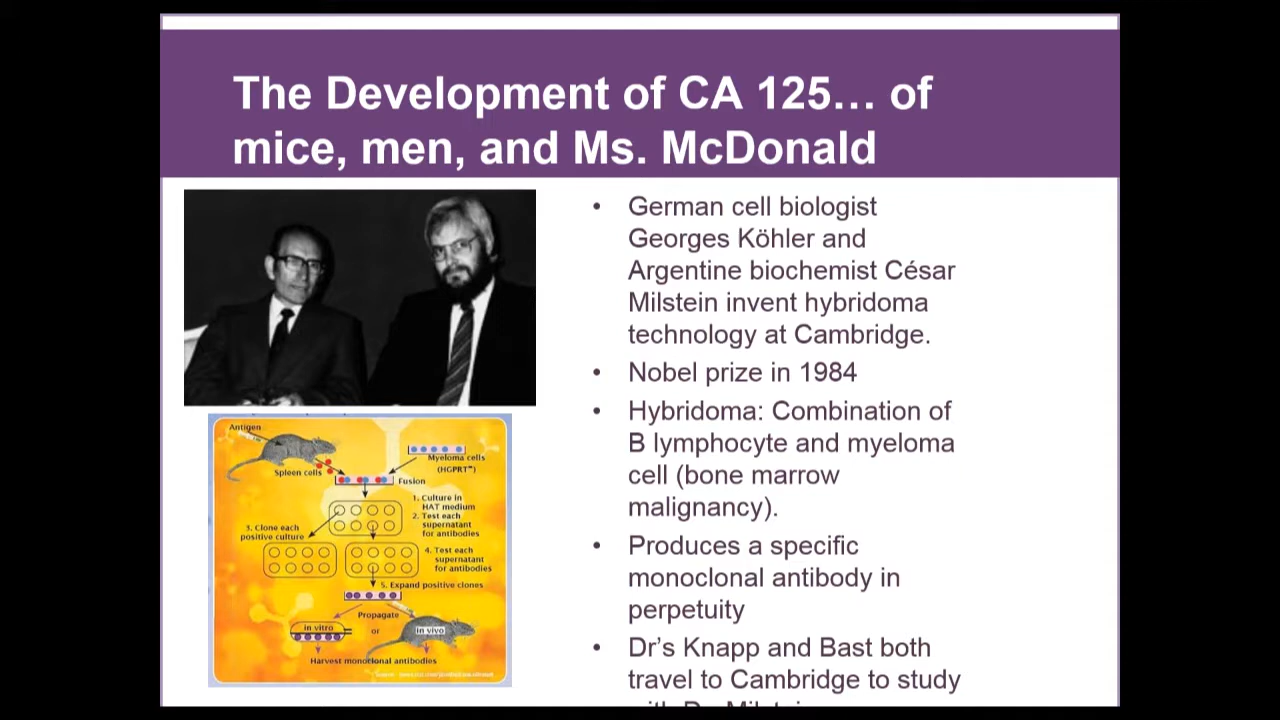 The Development of CA 125… of
mice, men, and Ms. McDonald
• German cell biologist
Georges Köhler and
Argentine biochemist César
Milstein invent hybridoma
technology at Cambridge.
• Nobel prize in 1984
• Hybridoma: Combination of
B lymphocyte and myeloma
cell (bone marrow
malignancy).
• Produces a specific
monoclonal antibody in
perpetuity
• Dr’s Knapp and Bast both
travel to Cambridge to study
Antigen
Spleen cells
Myeloma cells
(HGPRT⁻)
Fusion
1. Culture in
HAT medium
2. Test each
supernatant
for antibodies
3. Clone each
positive culture
4. Test each
supernatant
for antibodies
5. Expand positive clones
Propagate
in vitro
or
in vivo
Harvest monoclonal antibodies